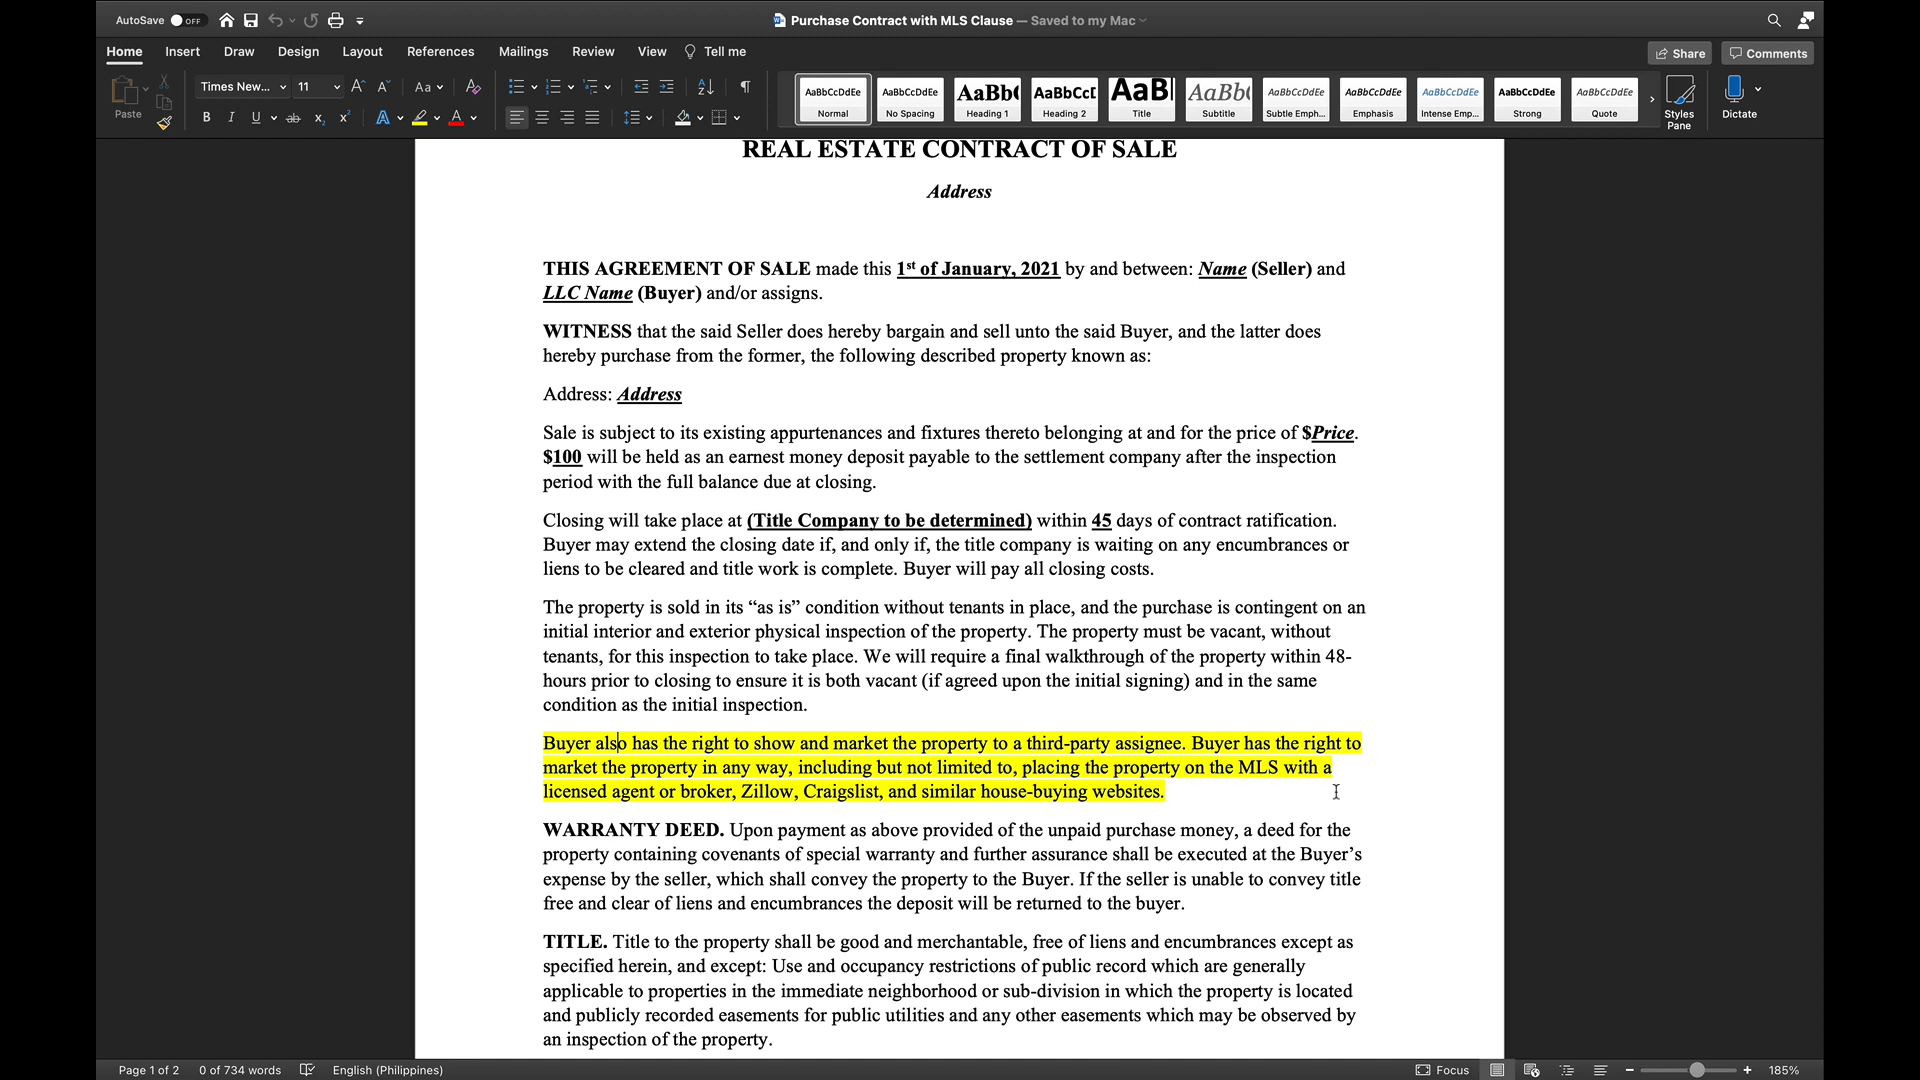 AutoSave OFF
Purchase Contract with MLS Clause — Saved to my Mac
Home Insert Draw Design Layout References Mailings Review View Tell me
Share Comments
Paste
Times New... 11
Aa
B I U ab x₂ x² A A
AaBbCcDdEe AaBbCcDdEe AaBb( AaBbCcI AaB AaBb( AaBbCcDdEe AaBbCcDdEe AaBbCcDdEe AaBbCcDdEe AaBbCcDdEe
Normal No Spacing Heading 1 Heading 2 Title Subtitle Subtle Emph... Emphasis Intense Emp... Strong Quote
Styles Pane
Dictate
REAL ESTATE CONTRACT OF SALE
Address
THIS AGREEMENT OF SALE made this 1st of January, 2021 by and between: Name (Seller) and
LLC Name (Buyer) and/or assigns.
WITNESS that the said Seller does hereby bargain and sell unto the said Buyer, and the latter does
hereby purchase from the former, the following described property known as:
Address: Address
Sale is subject to its existing appurtenances and fixtures thereto belonging at and for the price of $Price.
$100 will be held as an earnest money deposit payable to the settlement company after the inspection
period with the full balance due at closing.
Closing will take place at (Title Company to be determined) within 45 days of contract ratification.
Buyer may extend the closing date if, and only if, the title company is waiting on any encumbrances or
liens to be cleared and title work is complete. Buyer will pay all closing costs.
The property is sold in its “as is” condition without tenants in place, and the purchase is contingent on an
initial interior and exterior physical inspection of the property. The property must be vacant, without
tenants, for this inspection to take place. We will require a final walkthrough of the property within 48-
hours prior to closing to ensure it is both vacant (if agreed upon the initial signing) and in the same
condition as the initial inspection.
Buyer also has the right to show and market the property to a third-party assignee. Buyer has the right to
market the property in any way, including but not limited to, placing the property on the MLS with a
licensed agent or broker, Zillow, Craigslist, and similar house-buying websites.
WARRANTY DEED. Upon payment as above provided of the unpaid purchase money, a deed for the
property containing covenants of special warranty and further assurance shall be executed at the Buyer’s
expense by the seller, which shall convey the property to the Buyer. If the seller is unable to convey title
free and clear of liens and encumbrances the deposit will be returned to the buyer.
TITLE. Title to the property shall be good and merchantable, free of liens and encumbrances except as
specified herein, and except: Use and occupancy restrictions of public record which are generally
applicable to properties in the immediate neighborhood or sub-division in which the property is located
and publicly recorded easements for public utilities and any other easements which may be observed by
an inspection of the property.
Page 1 of 2 0 of 734 words English (Philippines) Focus 185%